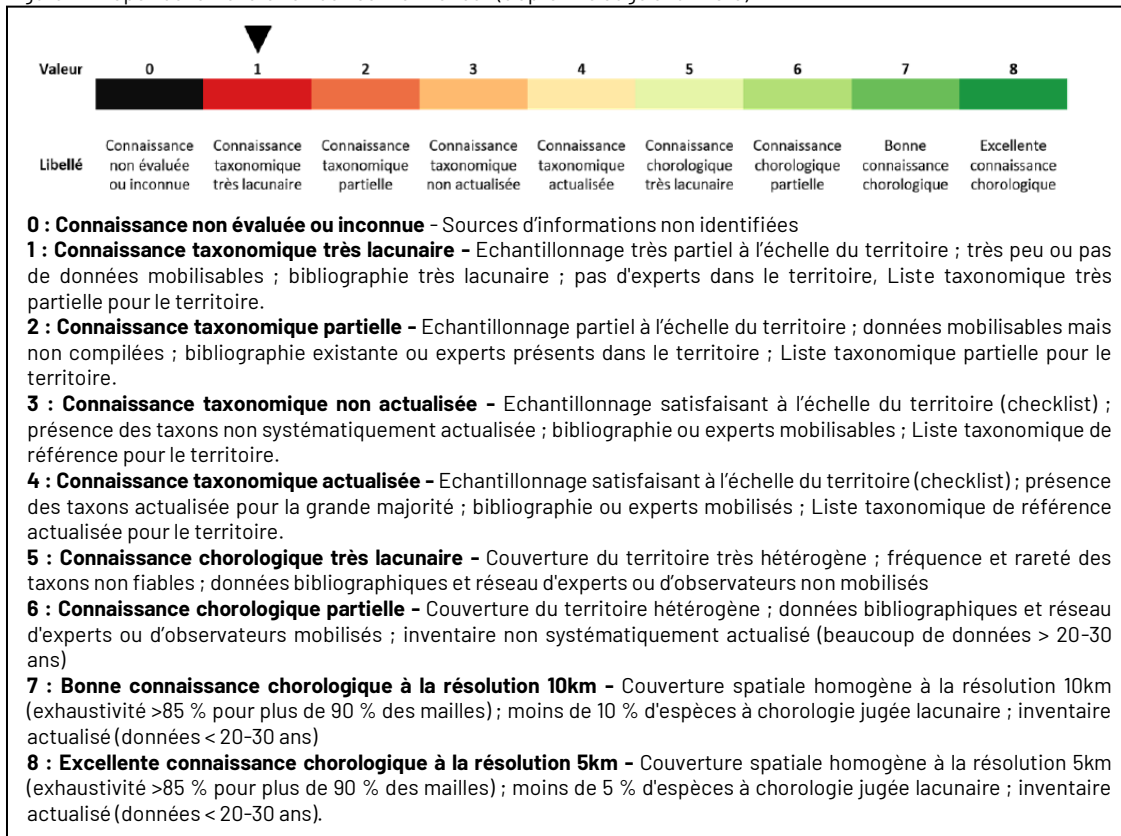 Valeur 0 1 2 3 4 5 6 7 8
Libellé
Connaissance
non évaluée
ou inconnue
Connaissance
taxonomique
très lacunaire
Connaissance
taxonomique
partielle
Connaissance
taxonomique
non actualisée
Connaissance
taxonomique
actualisée
Connaissance
chorologique
très lacunaire
Connaissance
chorologique
partielle
Bonne
connaissance
chorologique
Excellente
connaissance
chorologique
0 : Connaissance non évaluée ou inconnue - Sources d'informations non identifiées
1 : Connaissance taxonomique très lacunaire - Echantillonnage très partiel à l'échelle du territoire ; très peu ou pas
de données mobilisables ; bibliographie très lacunaire ; pas d'experts dans le territoire, Liste taxonomique très
partielle pour le territoire.
2 : Connaissance taxonomique partielle - Echantillonnage partiel à l'échelle du territoire ; données mobilisables mais
non compilées ; bibliographie existante ou experts présents dans le territoire ; Liste taxonomique partielle pour le
territoire.
3 : Connaissance taxonomique non actualisée - Echantillonnage satisfaisant à l'échelle du territoire (checklist) ;
présence des taxons non systématiquement actualisée ; bibliographie ou experts mobilisables ; Liste taxonomique de
référence pour le territoire.
4 : Connaissance taxonomique actualisée - Echantillonnage satisfaisant à l'échelle du territoire (checklist) ; présence
des taxons actualisée pour la grande majorité ; bibliographie ou experts mobilisés ; Liste taxonomique de référence
actualisée pour le territoire.
5 : Connaissance chorologique très lacunaire - Couverture du territoire très hétérogène ; fréquence et rareté des
taxons non fiables ; données bibliographiques et réseau d'experts ou d'observateurs non mobilisés
6 : Connaissance chorologique partielle - Couverture du territoire hétérogène ; données bibliographiques et réseau
d'experts ou d'observateurs mobilisés ; inventaire non systématiquement actualisé (beaucoup de données > 20-30
ans)
7 : Bonne connaissance chorologique à la résolution 10km - Couverture spatiale homogène à la résolution 10km
(exhaustivité >85 % pour plus de 90 % des mailles) ; moins de 10 % d'espèces à chorologie jugée lacunaire ; inventaire
actualisé (données < 20-30 ans)
8 : Excellente connaissance chorologique à la résolution 5km - Couverture spatiale homogène à la résolution 5km
(exhaustivité >85 % pour plus de 90 % des mailles) ; moins de 5 % d'espèces à chorologie jugée lacunaire ; inventaire
actualisé (données < 20-30 ans).